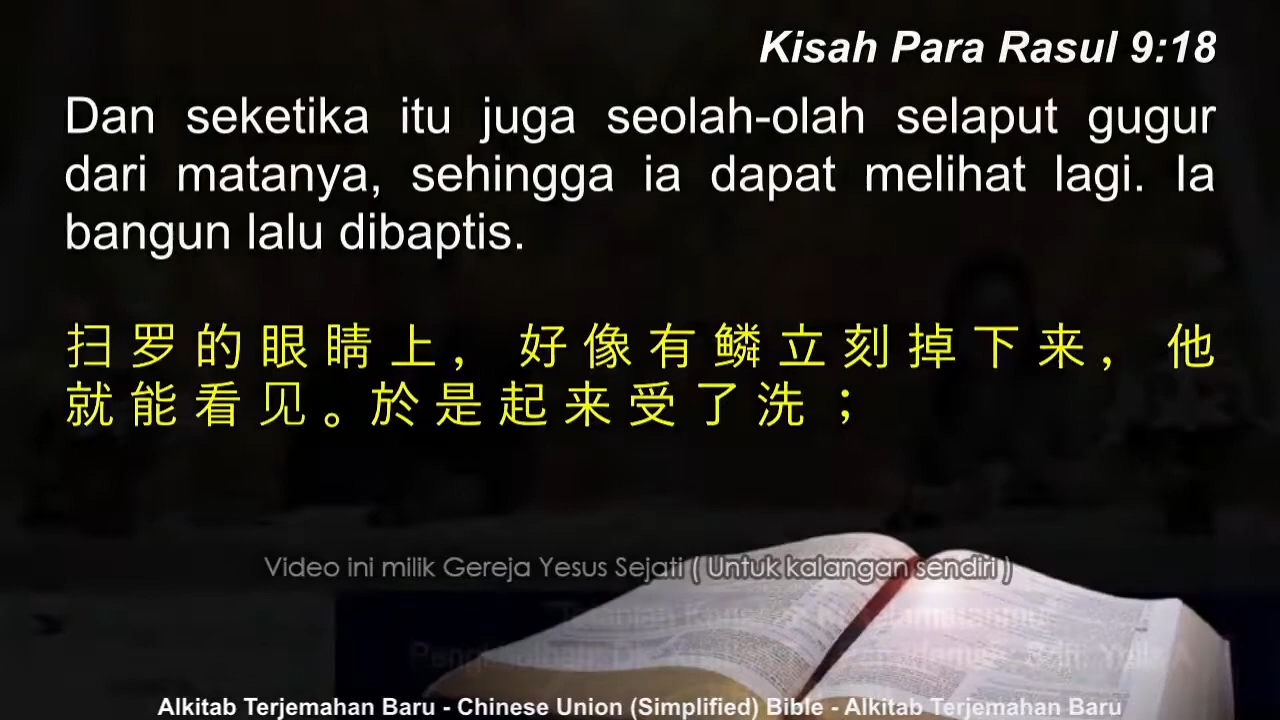 Kisah Para Rasul 9:18
Dan seketika itu juga seolah-olah selaput gugur
dari matanya, sehingga ia dapat melihat lagi. Ia
bangun lalu dibaptis.
扫罗的眼睛上，好像有鳞立刻掉下来，他
就能看见。於是起来受了洗；
Video ini milik Gereja Yesus Sejati ( Untuk kalangan sendiri )
Alkitab Terjemahan Baru - Chinese Union (Simplified) Bible - Alkitab Terjemahan Baru